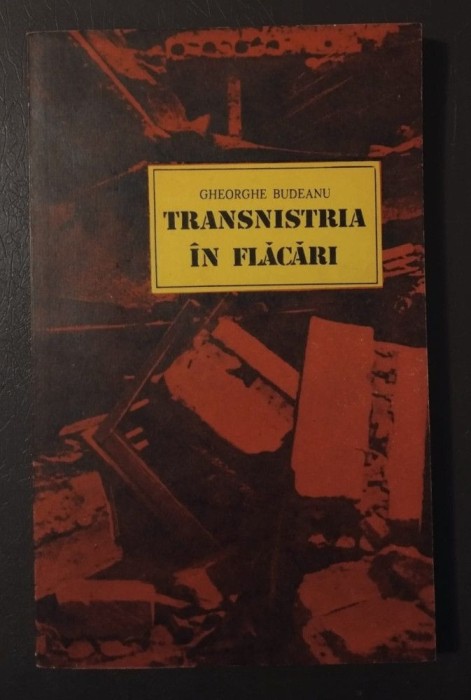 GHEORGHE BUDEANU
TRANSNISTRIA
ÎN FLĂCĂRI